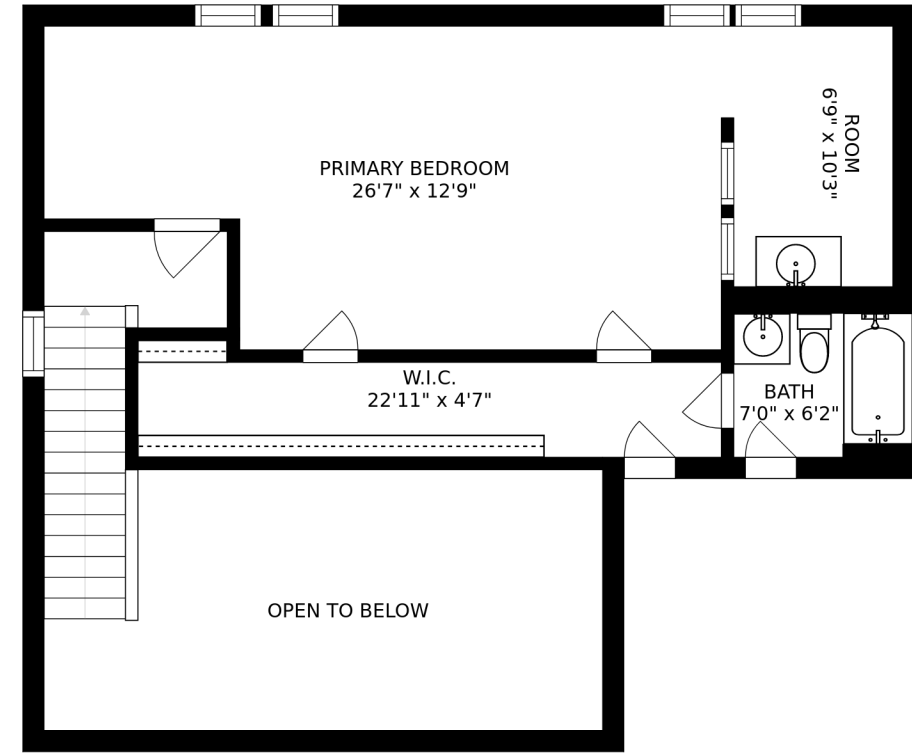 PRIMARY BEDROOM
26'7" x 12'9"
ROOM
6'9" x 10'3"
W.I.C.
22'11" x 4'7"
BATH
7'0" x 6'2"
OPEN TO BELOW